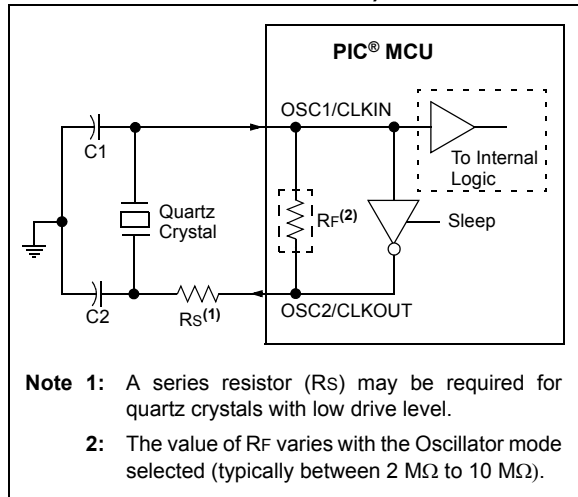 PIC® MCU
OSC1/CLKIN
C1
To Internal
Logic
Quartz
Crystal
RF(2)
Sleep
C2
RS(1)
OSC2/CLKOUT
Note 1: A series resistor (RS) may be required for
quartz crystals with low drive level.
2: The value of RF varies with the Oscillator mode
selected (typically between 2 MΩ to 10 MΩ).